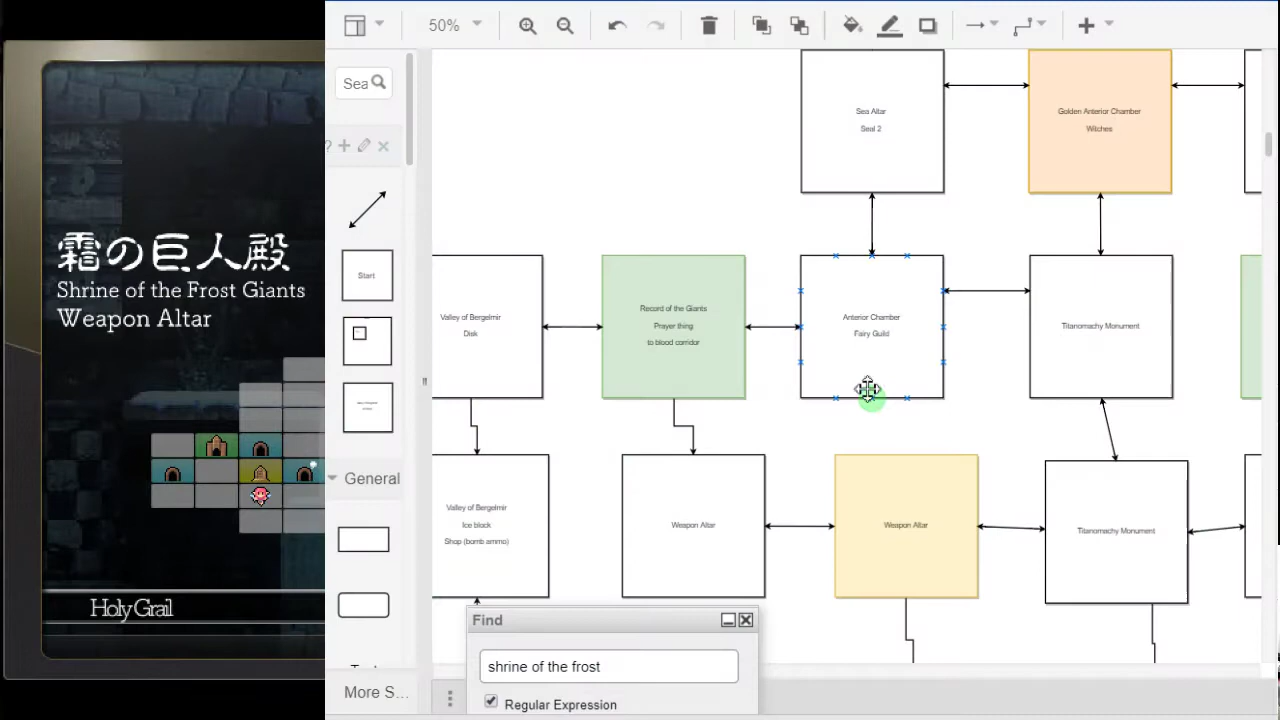 霜の巨人殿
Shrine of the Frost Giants
Weapon Altar
Holy Grail
50%
Sea
Start
General
More S...
Sea Altar
Seal 2
Golden Anterior Chamber
Witches
Valley of Bergelmir
Disk
Record of the Giants
Prayer thing
to blood corridor
Anterior Chamber
Fairy Guild
Titanomachy Monument
Valley of Bergelmir
Ice block
Shop (bomb ammo)
Weapon Altar
Weapon Altar
Titanomachy Monument
Find
shrine of the frost
Regular Expression